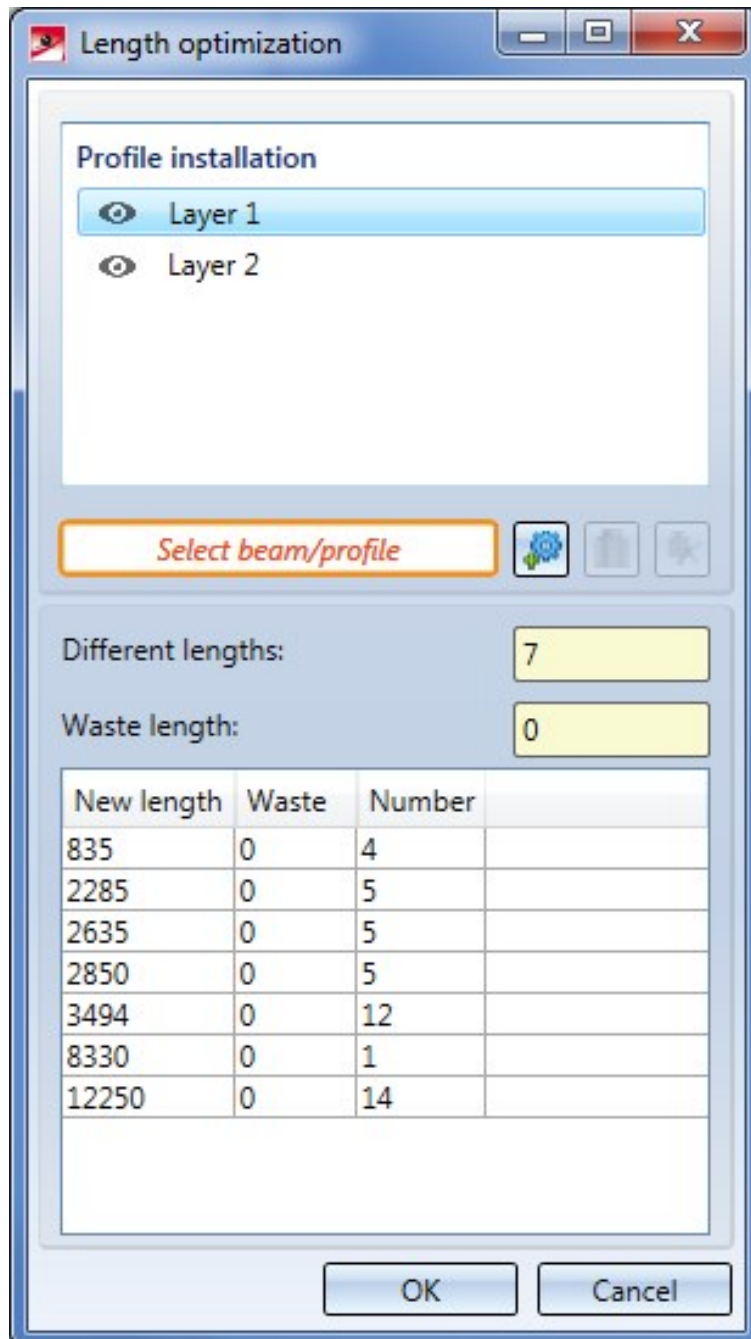 Length optimization
Profile installation
Layer 1
Layer 2
Select beam/profile
Different lengths: 7
Waste length: 0
New length Waste Number
835 0 4
2285 0 5
2635 0 5
2850 0 5
3494 0 12
8330 0 1
12250 0 14
OK Cancel